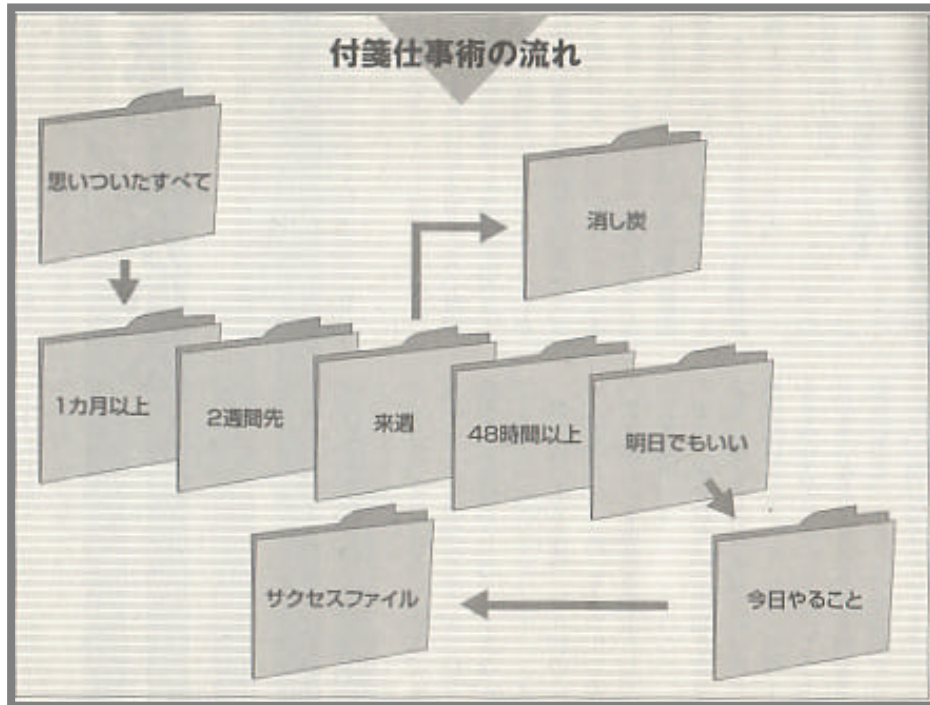 付箋仕事術の流れ
思いついたすべて
消し炭
1カ月以上
2週間先
来週
48時間以上
明日でもいい
サクセスファイル
今日やること